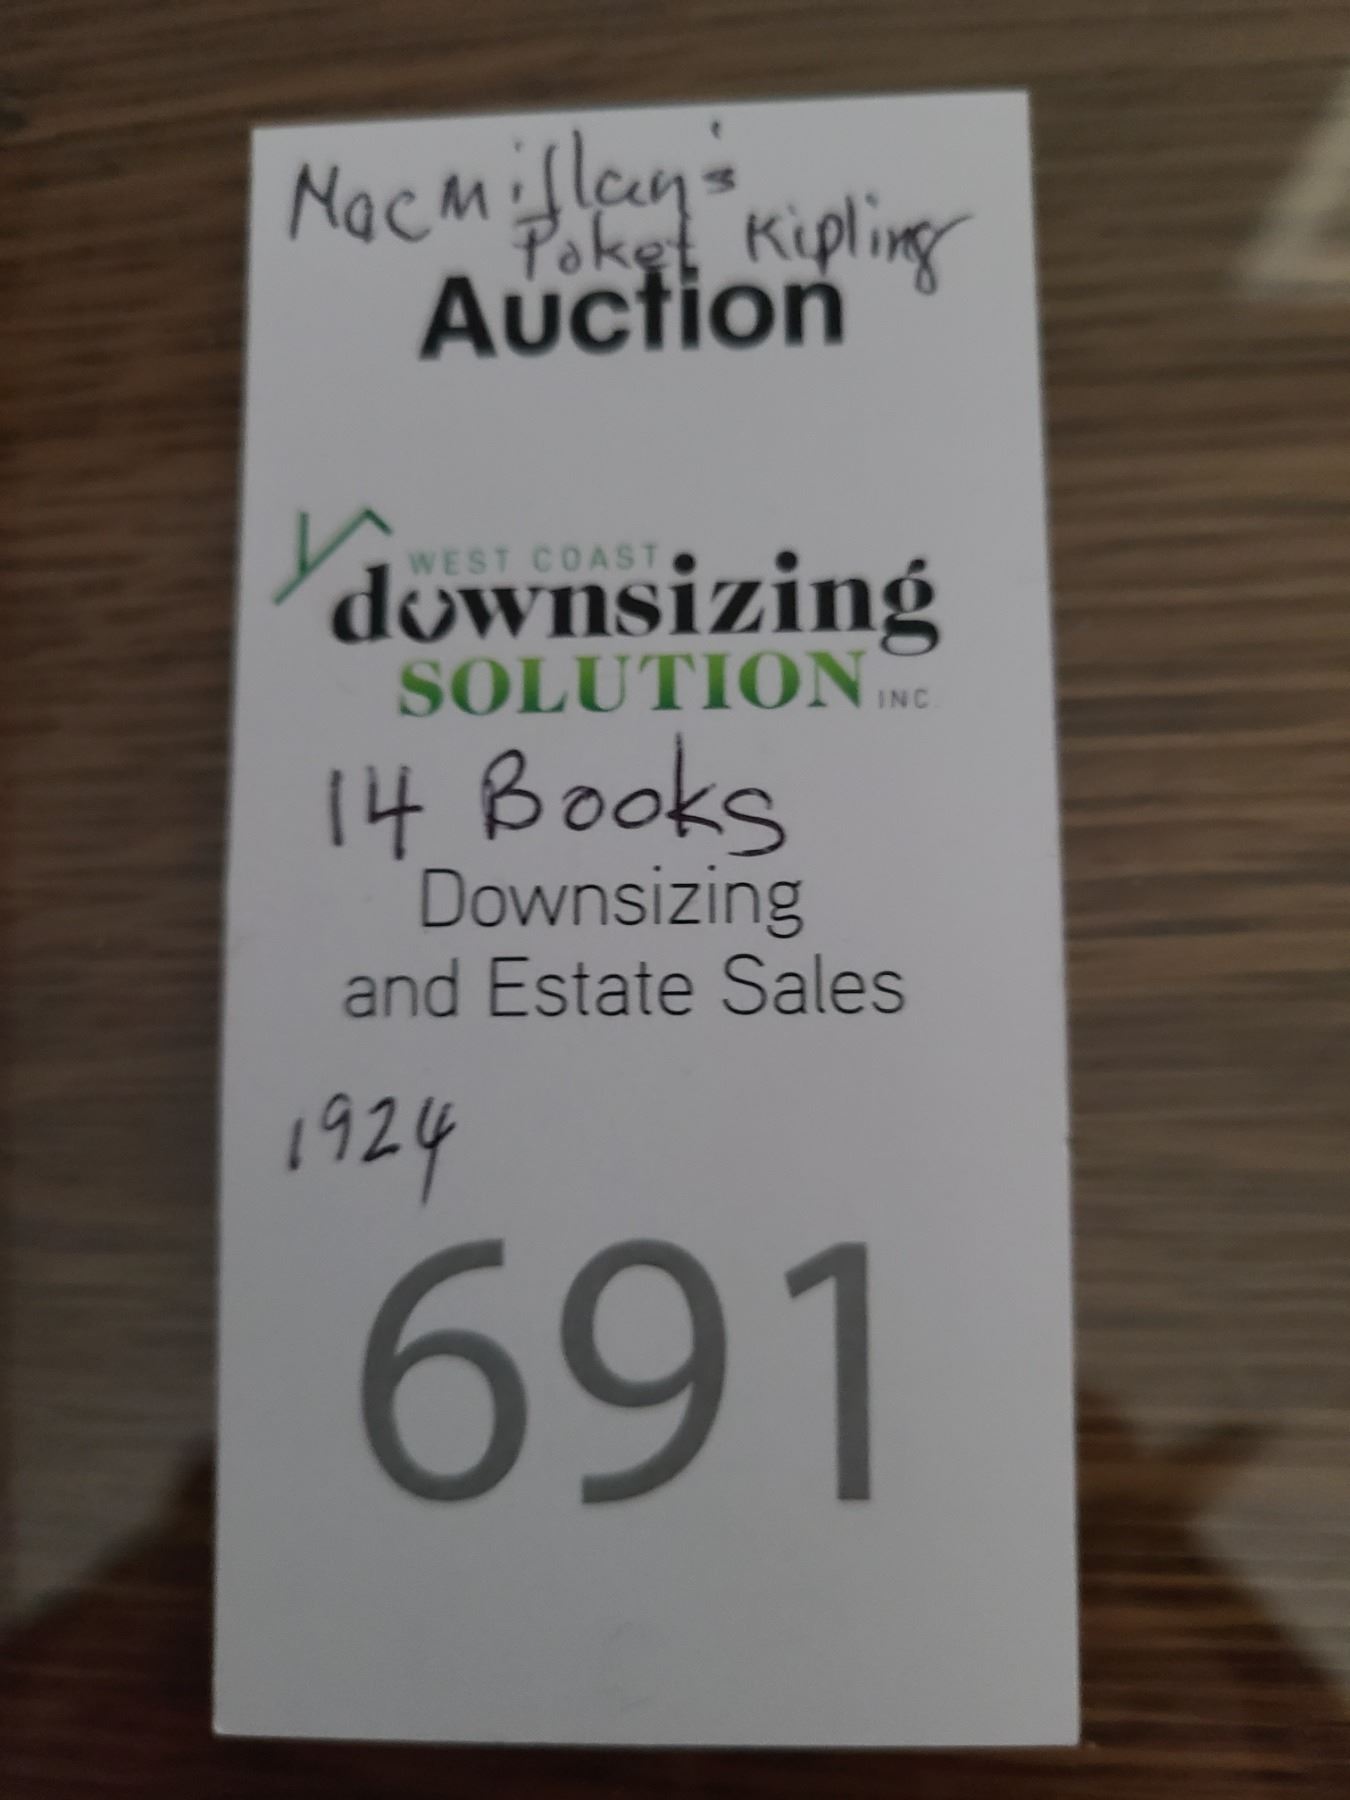 MacMillan's
Poket Kipling
Auction
WEST COAST
downsizing
SOLUTION INC.
14 Books
Downsizing
and Estate Sales
1924
691